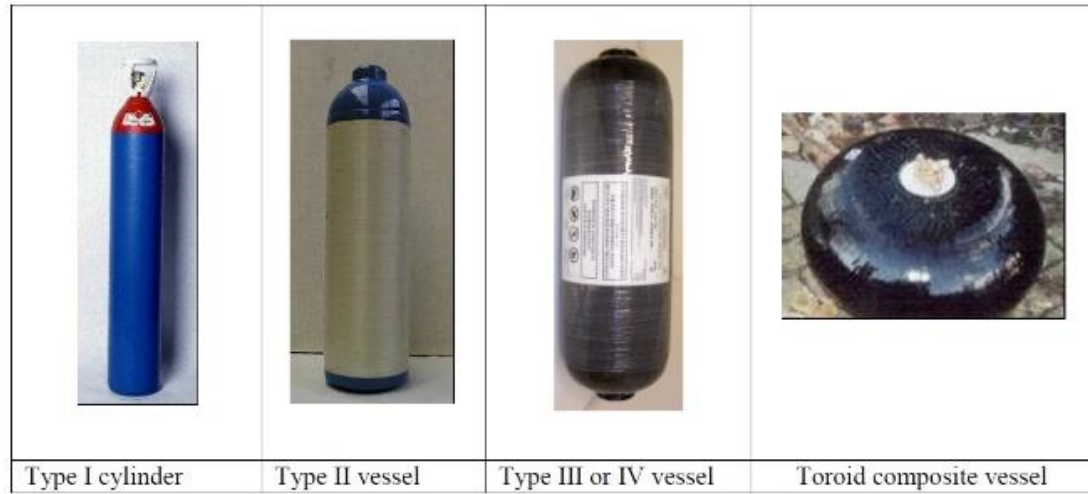 Type I cylinder
Type II vessel
Type III or IV vessel
Toroid composite vessel